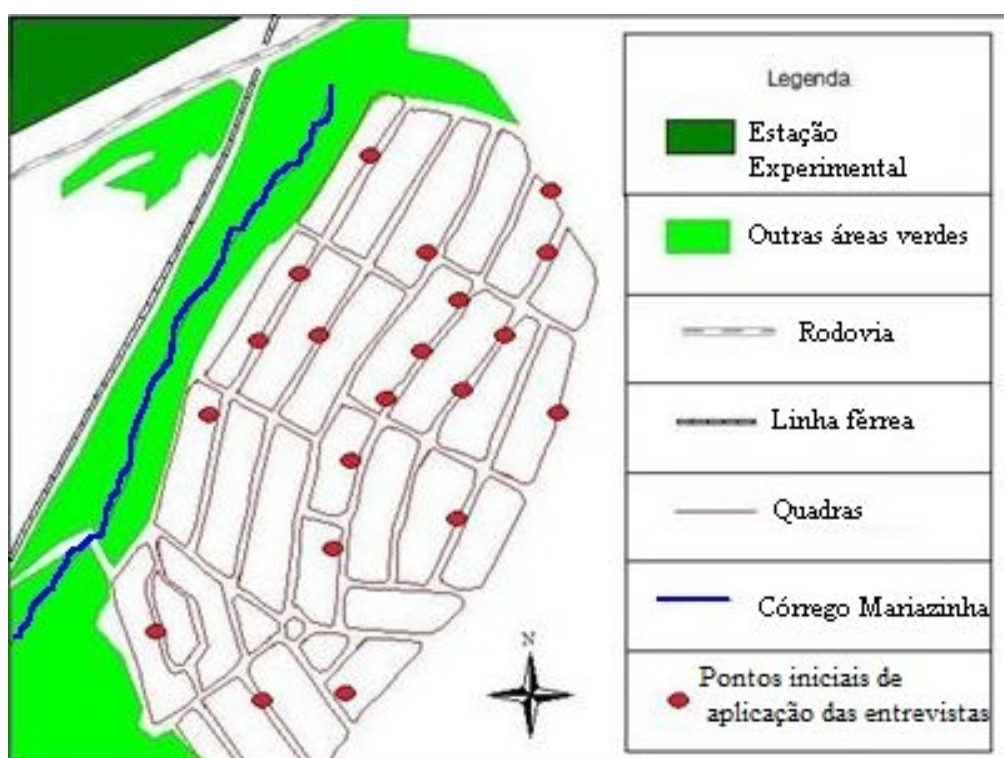 Legenda
Estação
Experimental
Outras áreas verdes
Rodovia
Linha férrea
Quadras
Córrego Mariazinha
N
Pontos iniciais de
aplicação das entrevistas